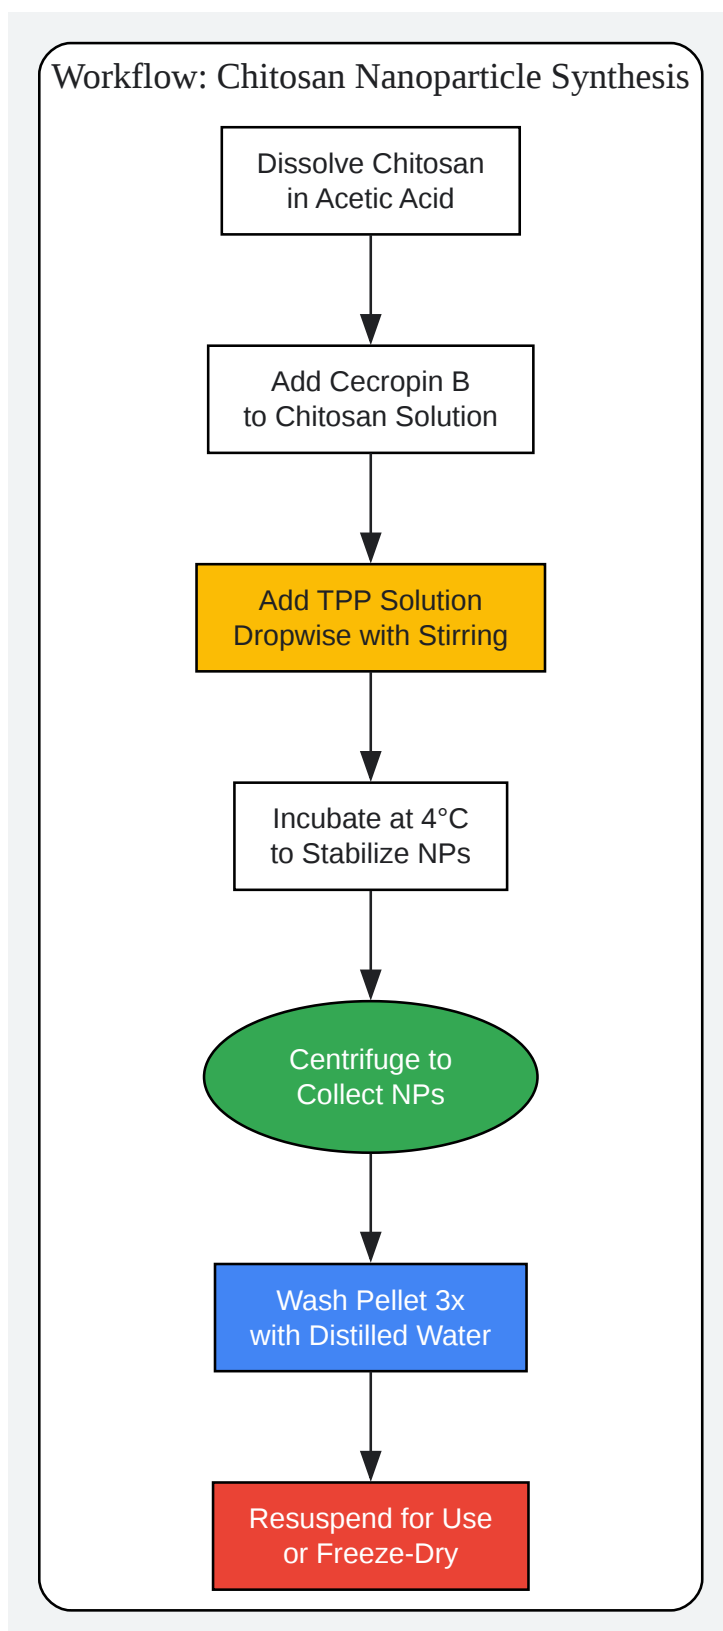 Workflow: Chitosan Nanoparticle Synthesis
Dissolve Chitosan
in Acetic Acid
Add Cecropin B
to Chitosan Solution
Add TPP Solution
Dropwise with Stirring
Incubate at 4°C
to Stabilize NPs
Centrifuge to
Collect NPs
Wash Pellet 3x
with Distilled Water
Resuspend for Use
or Freeze-Dry